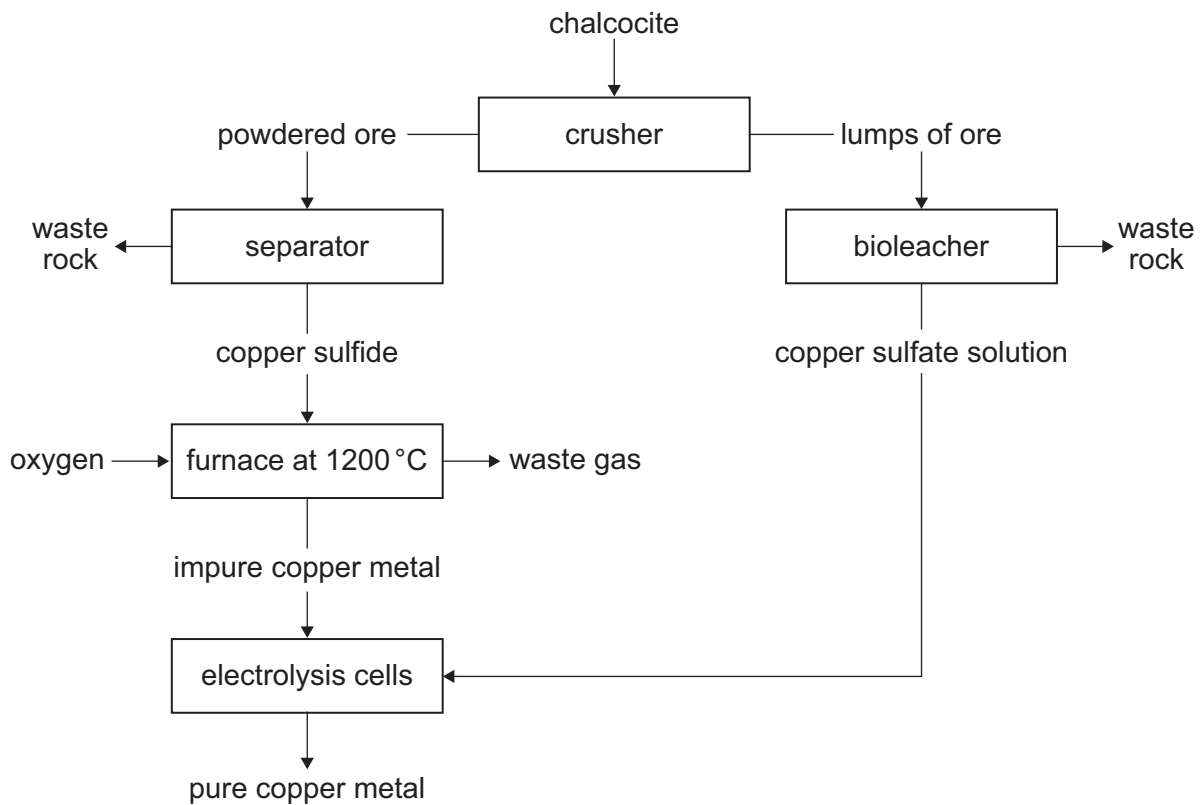 chalcocite
crusher
powdered ore
lumps of ore
waste
rock
separator
bioleacher
waste
rock
copper sulfide
copper sulfate solution
oxygen
furnace at 1200 °C
waste gas
impure copper metal
electrolysis cells
pure copper metal